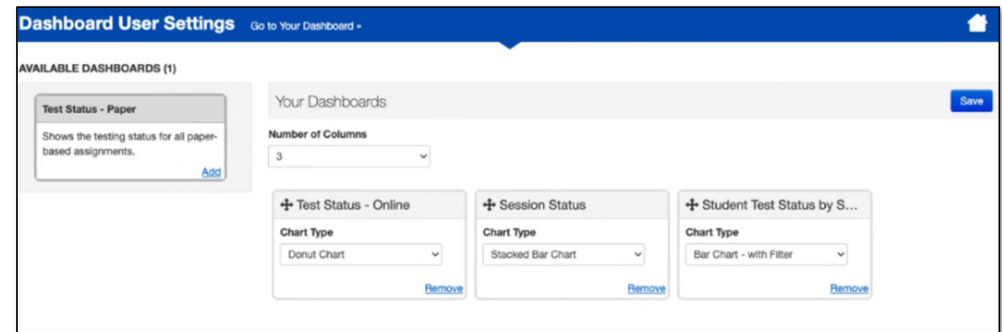 Dashboard User Settings Go to Your Dashboard »
AVAILABLE DASHBOARDS (1)
Test Status - Paper
Shows the testing status for all paper-
based assignments.
Add
Your Dashboards
Save
Number of Columns
3
Test Status - Online
Chart Type
Donut Chart
Remove
Session Status
Chart Type
Stacked Bar Chart
Remove
Student Test Status by S...
Chart Type
Bar Chart - with Filter
Remove